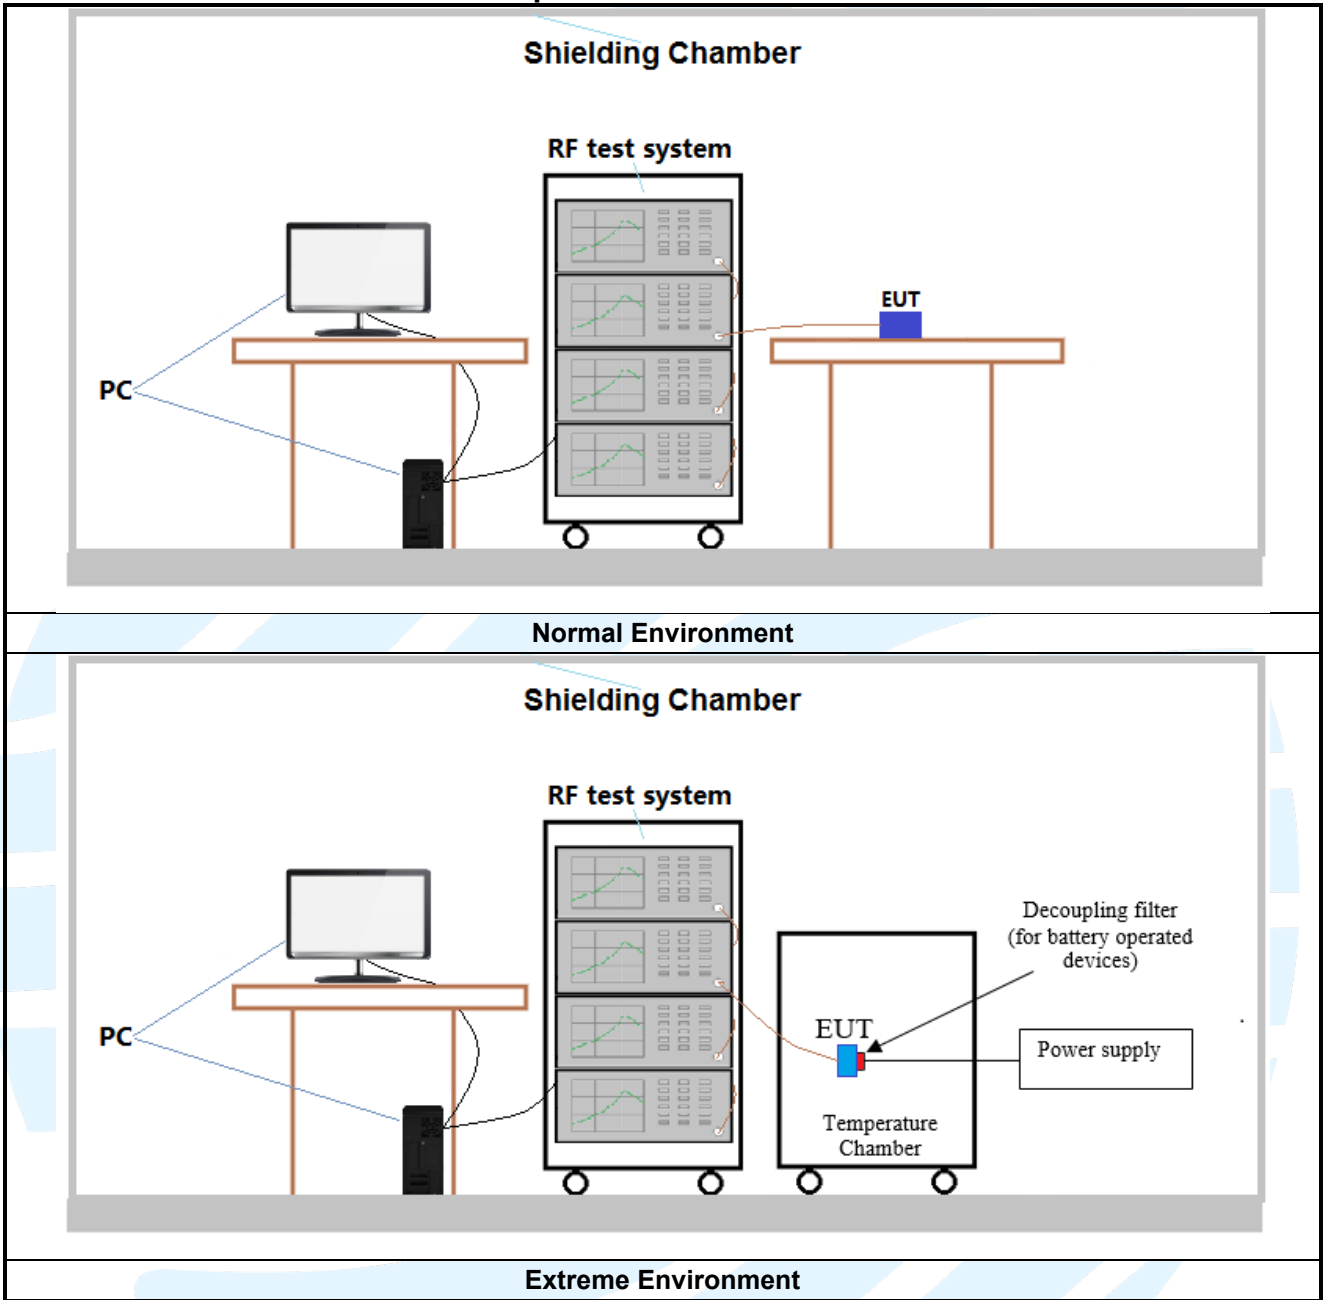 Shielding Chamber
RF test system
EUT
PC
Normal Environment
Shielding Chamber
RF test system
Decoupling filter
(for battery operated
devices)
EUT
PC
Power supply
Temperature
Chamber
Extreme Environment